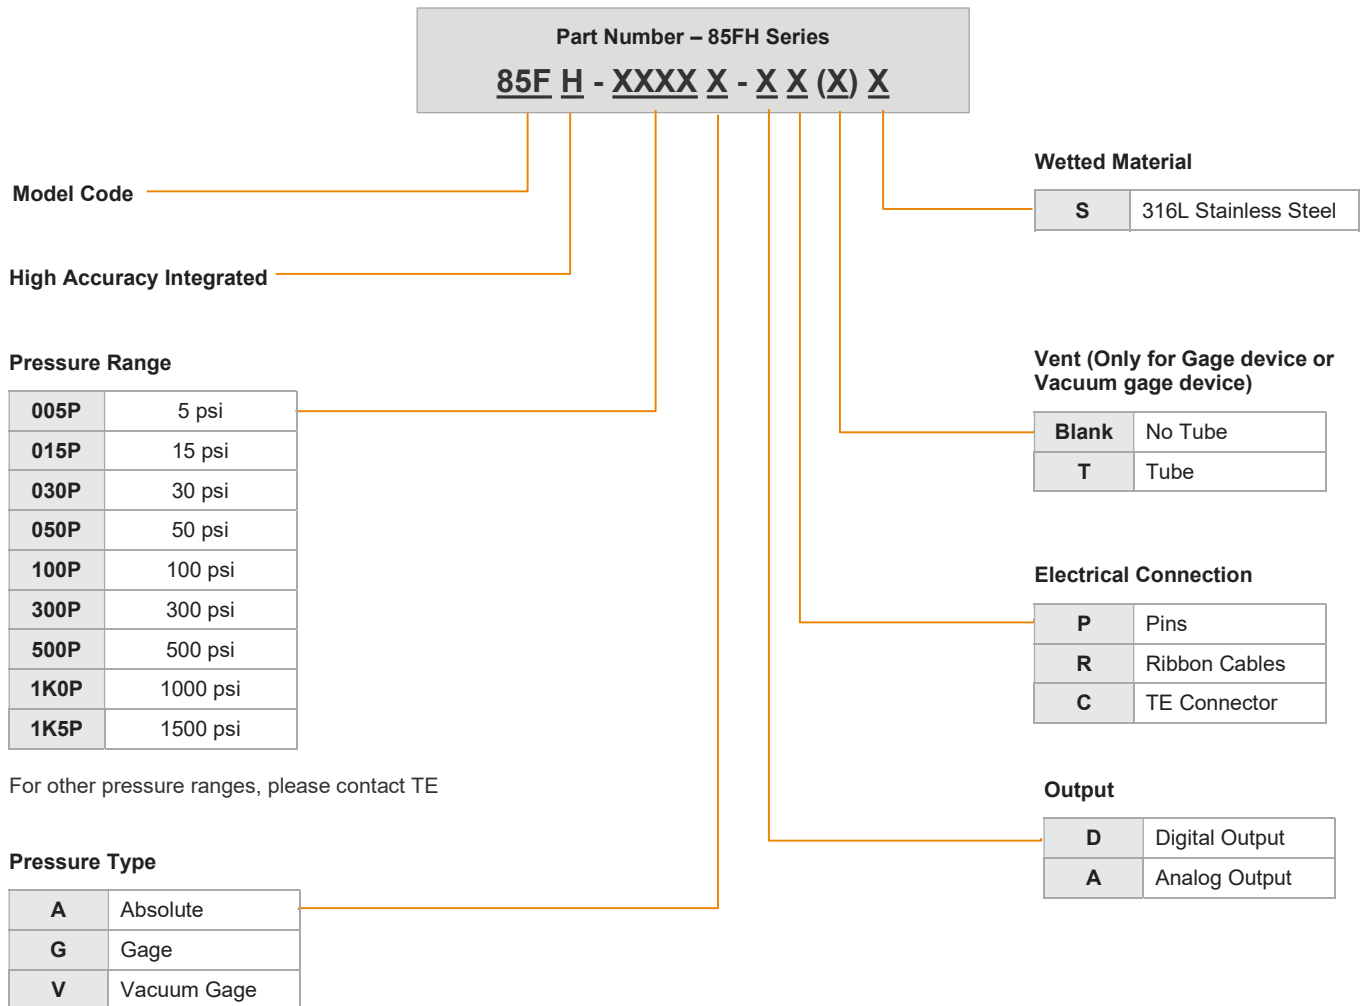 Part Number – 85FH Series
85F H - XXXX X - X X (X) X
Model Code
High Accuracy Integrated
Pressure Range
005P 5 psi
015P 15 psi
030P 30 psi
050P 50 psi
100P 100 psi
300P 300 psi
500P 500 psi
1K0P 1000 psi
1K5P 1500 psi
For other pressure ranges, please contact TE
Pressure Type
A Absolute
G Gage
V Vacuum Gage
Wetted Material
S 316L Stainless Steel
Vent (Only for Gage device or
Vacuum gage device)
Blank No Tube
T Tube
Electrical Connection
P Pins
R Ribbon Cables
C TE Connector
Output
D Digital Output
A Analog Output